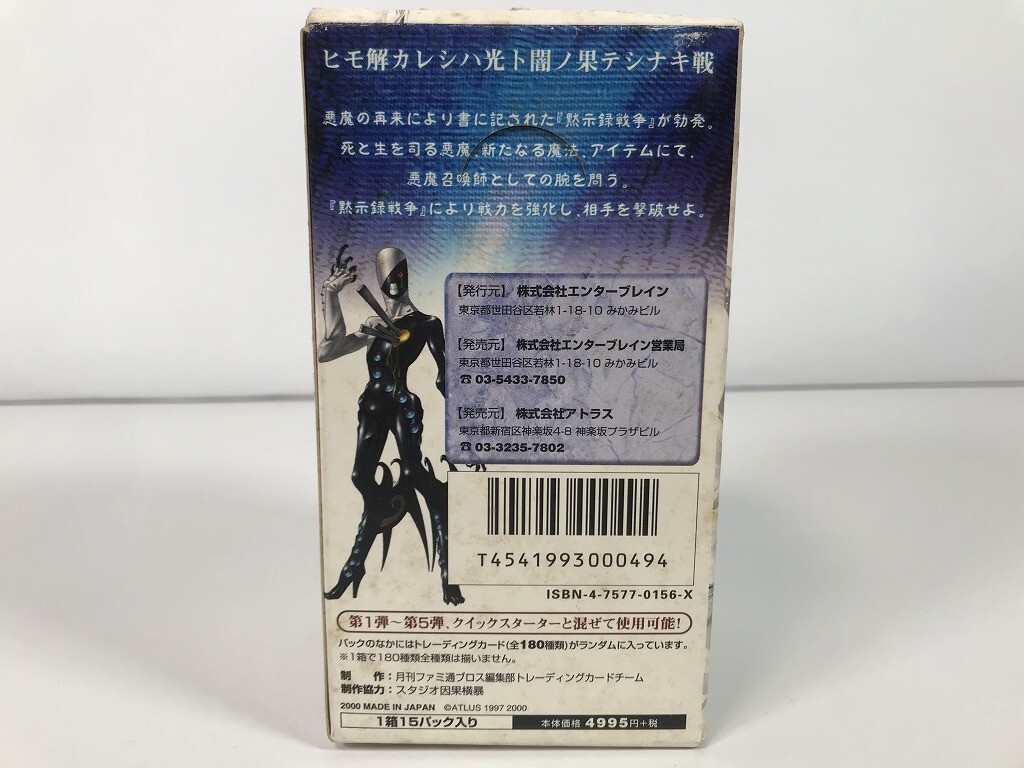 ヒモ解カレシハ光ト闇ノ果テシナキ戦
悪魔の再来により書に記された『黙示録戦争』が勃発。
死と生を司る悪魔、新たなる魔法、アイテムにて、
悪魔召喚師としての腕を問う。
『黙示録戦争』により戦力を強化し、相手を撃破せよ。
【発行元】 株式会社エンターブレイン
東京都世田谷区若林1-18-10 みかみビル
【発売元】 株式会社エンターブレイン営業局
東京都世田谷区若林1-18-10 みかみビル
☎ 03-5433-7850
【発売元】 株式会社アトラス
東京都新宿区神楽坂4-8 神楽坂プラザビル
☎ 03-3235-7802
T4541993000494
ISBN-4-7577-0156-X
第1弾〜第5弾、クイックスターターと混ぜて使用可能!
パックのなかにはトレーディングカード(全180種類)がランダムに入っています。
※1箱で180種類全種類は揃いません。
制 作:月刊ファミ通ブロス編集部トレーディングカードチーム
制作協力:スタジオ因果横暴
2000 MADE IN JAPAN ©ATLUS 1997 2000
1箱15パック入り 本体価格 4995円+税